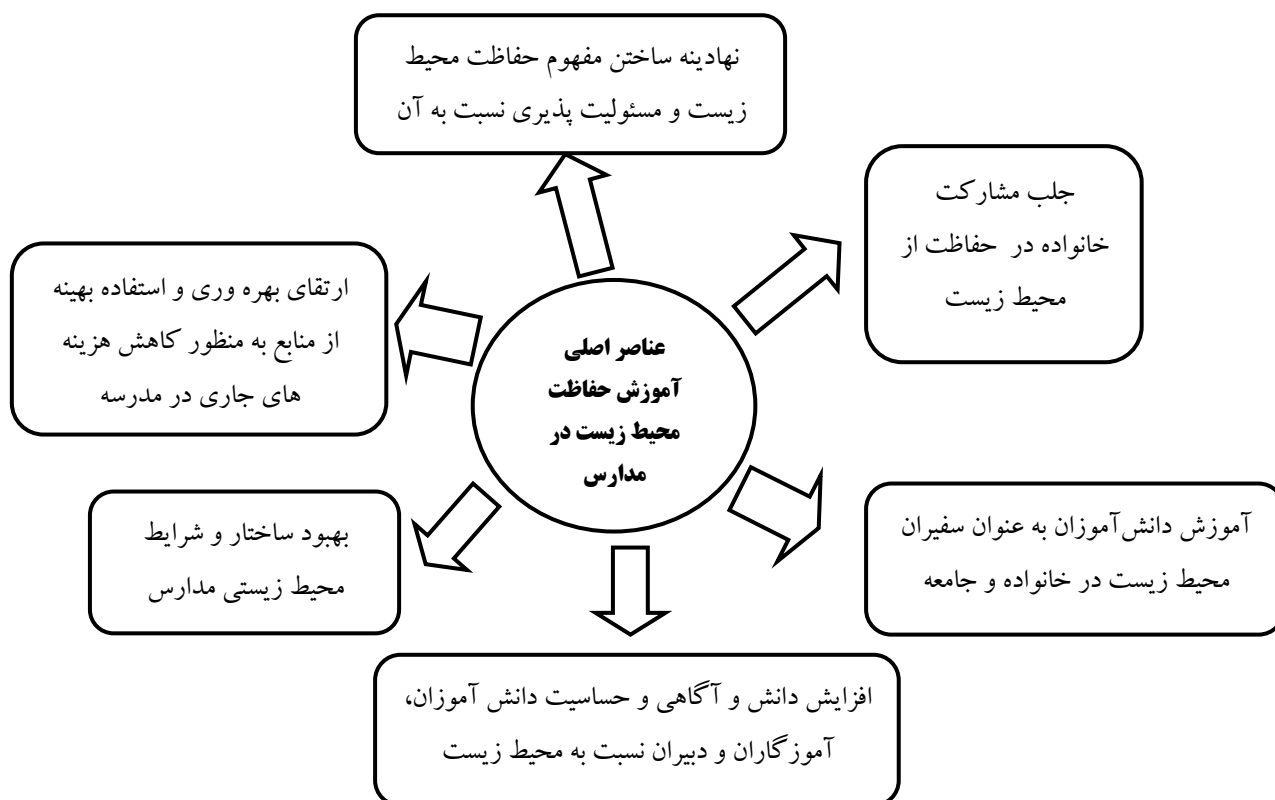 نهادینه ساختن مفهوم حفاظت محیط
زیست و مسئولیت پذیری نسبت به آن
جلب مشارکت
خانواده در حفاظت از
محیط زیست
ارتقای بهره وری و استفاده بهینه
از منابع به منظور کاهش هزینه
های جاری در مدرسه
عناصر اصلی
آموزش حفاظت
محیط زیست در
مدارس
آموزش دانش‌آموزان به عنوان سفیران
محیط زیست در خانواده و جامعه
بهبود ساختار و شرایط
محیط زیستی مدارس
افزایش دانش و آگاهی و حساسیت دانش آموزان،
آموزگاران و دبیران نسبت به محیط زیست